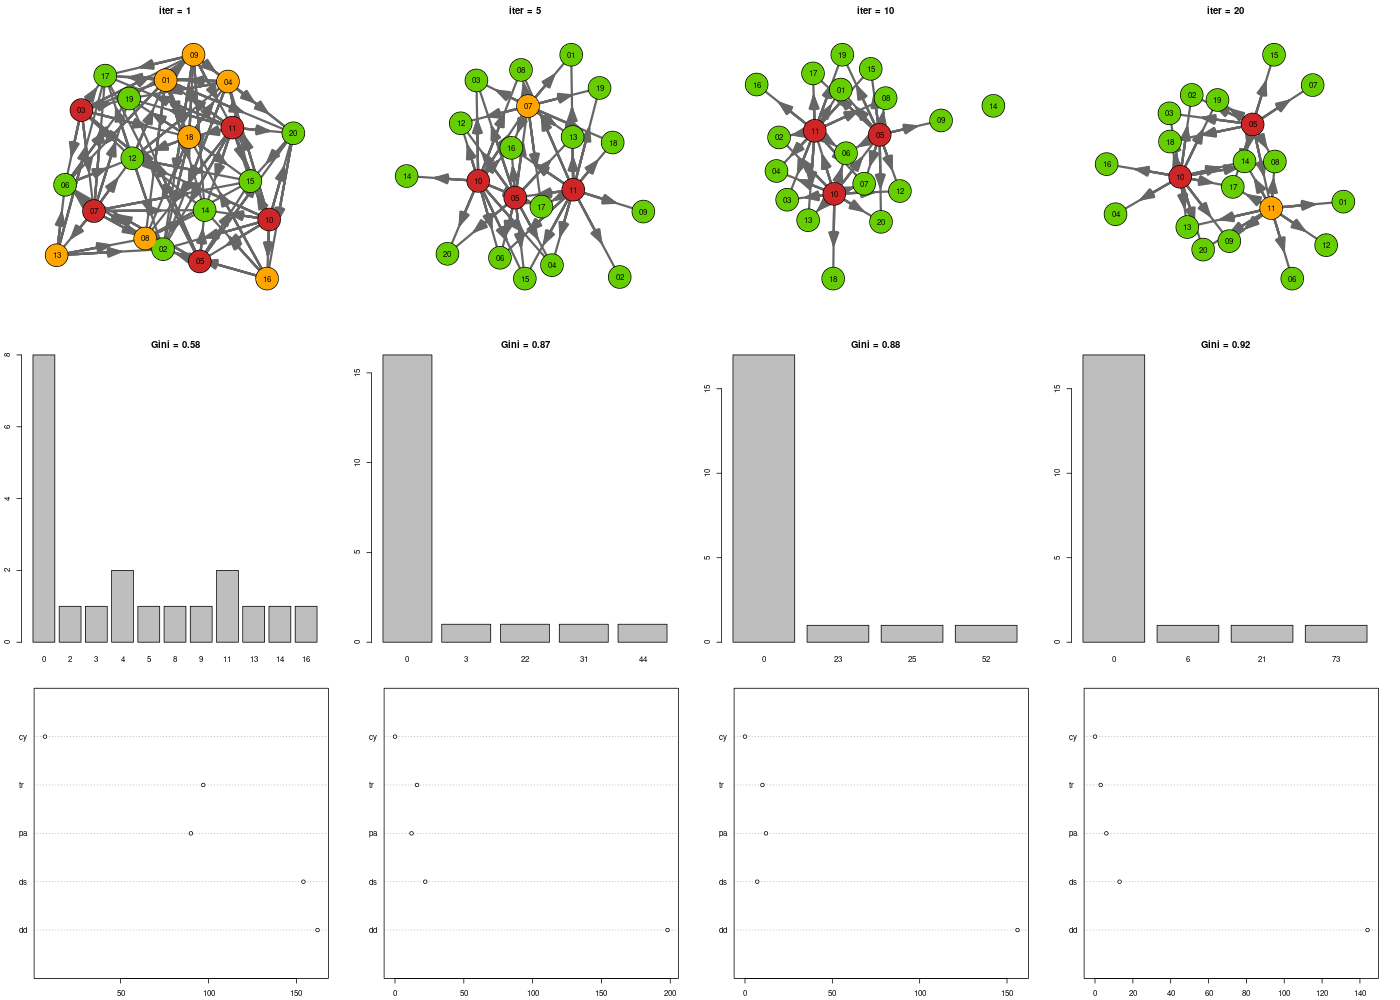 iter = 1
iter = 5
iter = 10
iter = 20
09
17
01
04
19
03
11
18
20
12
15
06
07
14
10
08
02
13
05
16
01
08
03
19
07
12
13
18
16
14
10
11
05
17
09
20
06
04
15
02
19
15
17
16
01
08
14
09
11
05
02
06
04
07
12
10
03
13
20
18
15
07
02
19
03
05
18
14
08
16
10
17
01
11
04
13
09
12
20
06
Gini = 0.58
Gini = 0.87
Gini = 0.88
Gini = 0.92
8
6
4
2
0
0 2 3 4 5 8 9 11 13 14 16
15
10
5
0
0 3 22 31 44
15
10
5
0
0 23 25 52
15
10
5
0
0 6 21 73
cy
tr
pa
ds
dd
50 100 150
cy
tr
pa
ds
dd
0 50 100 150 200
cy
tr
pa
ds
dd
0 50 100 150
cy
tr
pa
ds
dd
0 20 40 60 80 100 120 140